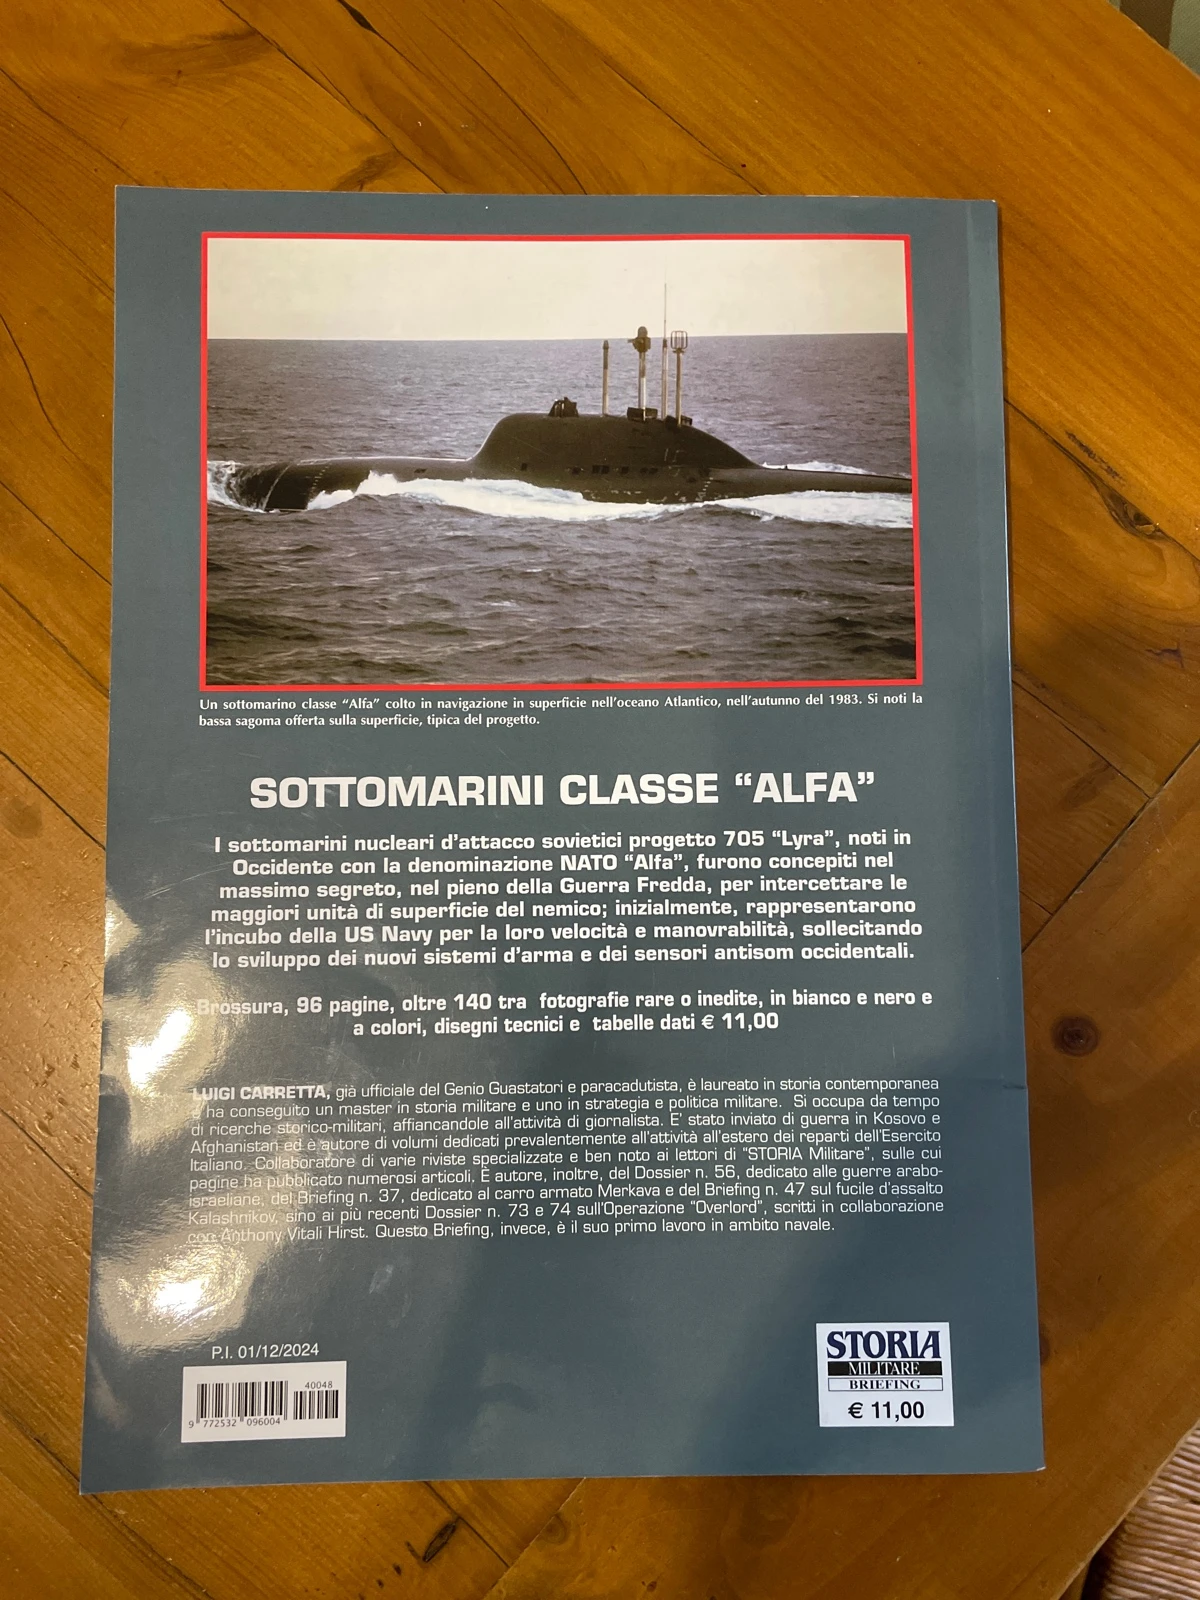 Un sottomarino classe “Alfa” colto in navigazione in superficie nell’oceano Atlantico, nell’autunno del 1983. Si noti la
bassa sagoma offerta sulla superficie, tipica del progetto.
SOTTOMARINI CLASSE “ALFA”
I sottomarini nucleari d’attacco sovietici progetto 705 “Lyra”, noti in
Occidente con la denominazione NATO “Alfa”, furono concepiti nel
massimo segreto, nel pieno della Guerra Fredda, per intercettare le
maggiori unità di superficie del nemico; inizialmente, rappresentarono
l’incubo della US Navy per la loro velocità e manovrabilità, sollecitando
lo sviluppo dei nuovi sistemi d’arma e dei sensori antisom occidentali.
Brossura, 96 pagine, oltre 140 tra fotografie rare o inedite, in bianco e nero e
a colori, disegni tecnici e tabelle dati € 11,00
LUIGI CARRETTA, già ufficiale del Genio Guastatori e paracadutista, è laureato in storia contemporanea
e ha conseguito un master in storia militare e uno in strategia e politica militare. Si occupa da tempo
di ricerche storico-militari, affiancandole all’attività di giornalista. E’ stato inviato di guerra in Kosovo e
Afghanistan ed è autore di volumi dedicati prevalentemente all’attività all’estero dei reparti dell’Esercito
Italiano. Collaboratore di varie riviste specializzate e ben noto ai lettori di “STORIA Militare”, sulle cui
pagine ha pubblicato numerosi articoli. È autore, inoltre, del Dossier n. 56, dedicato alle guerre arabo-
israeliane, del Briefing n. 37, dedicato al carro armato Merkava e del Briefing n. 47 sul fucile d’assalto
Kalashnikov, sino ai più recenti Dossier n. 73 e 74 sull’Operazione “Overlord”, scritti in collaborazione
con Anthony Vitali Hirst. Questo Briefing, invece, è il suo primo lavoro in ambito navale.
P.I. 01/12/2024
40048
9 772532 096004
STORIA
MILITARE
BRIEFING
€ 11,00